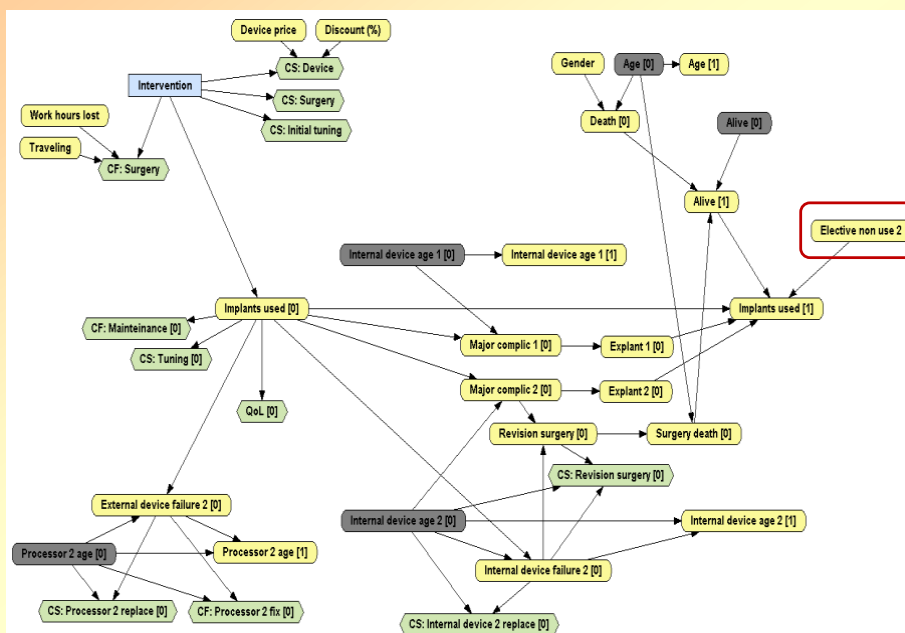 Device price
Discount (%)
CS: Device
Intervention
CS: Surgery
CS: Initial tuning
Work hours lost
Traveling
CF: Surgery
Gender
Age [0]
Age [1]
Death [0]
Alive [0]
Alive [1]
Elective non use 2
Internal device age 1 [0]
Internal device age 1 [1]
Implants used [0]
Implants used [1]
CF: Mainteinance [0]
CS: Tuning [0]
Major complic 1 [0]
Explant 1 [0]
Major complic 2 [0]
Explant 2 [0]
QoL [0]
Revision surgery [0]
Surgery death [0]
CS: Revision surgery [0]
External device failure 2 [0]
Internal device age 2 [0]
Internal device age 2 [1]
Processor 2 age [0]
Processor 2 age [1]
Internal device failure 2 [0]
CS: Processor 2 replace [0]
CF: Processor 2 fix [0]
CS: Internal device 2 replace [0]